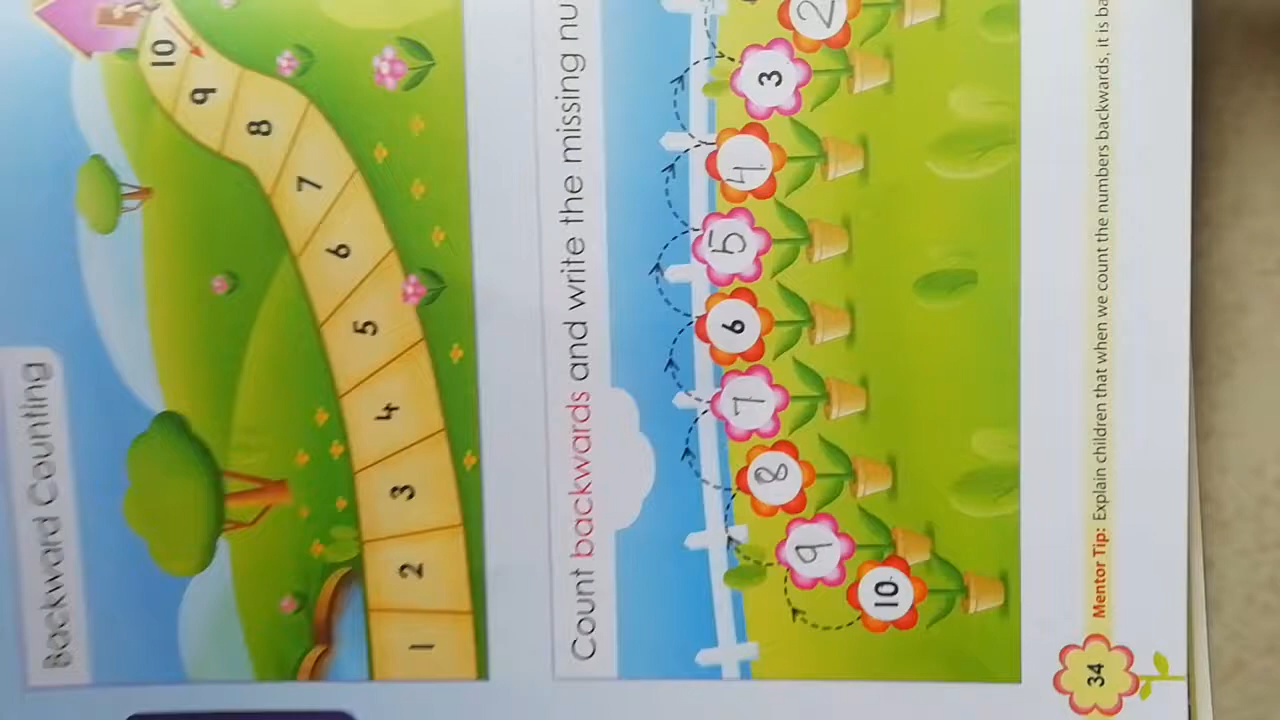 Backward Counting
10
9
8
7
6
5
4
3
2
1
Count backwards and write the missing nu
10 9 8 7 6 5 4 3 2
34
Mentor Tip: Explain children that when we count the numbers backwards, it is ba